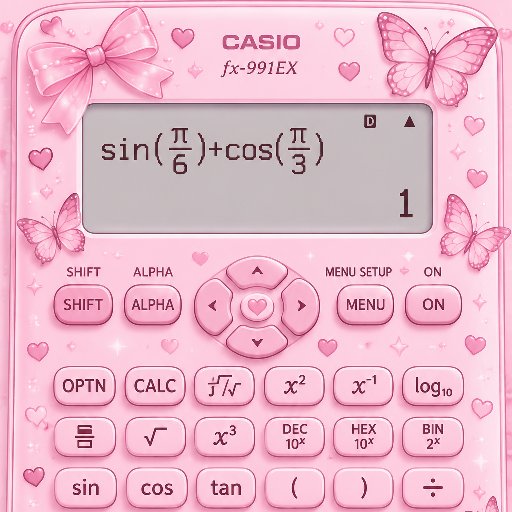 CASIO
fx-991EX
D ▲
sin(π/6)+cos(π/3)
1
SHIFT ALPHA MENU SETUP ON
SHIFT ALPHA MENU ON
OPTN CALC x² x⁻¹ log₁₀
√ x³ DEC 10ˣ HEX 10ˣ BIN 2ˣ
sin cos tan ( ) ÷